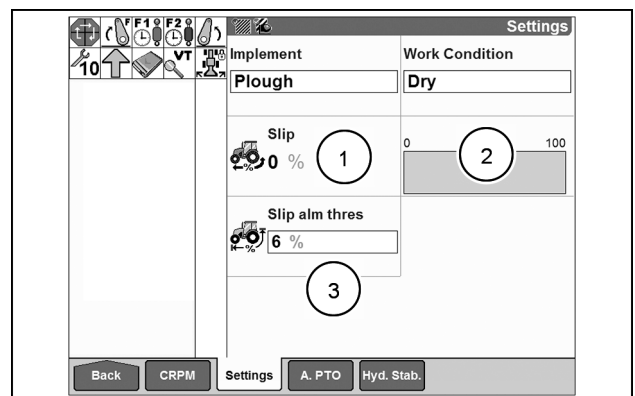 F F1 F2
Settings
10 VT
Implement
Work Condition
Plough
Dry
Slip
0 %
1
0 100
2
Slip alm thres
6 %
3
Back CRPM Settings A. PTO Hyd. Stab.